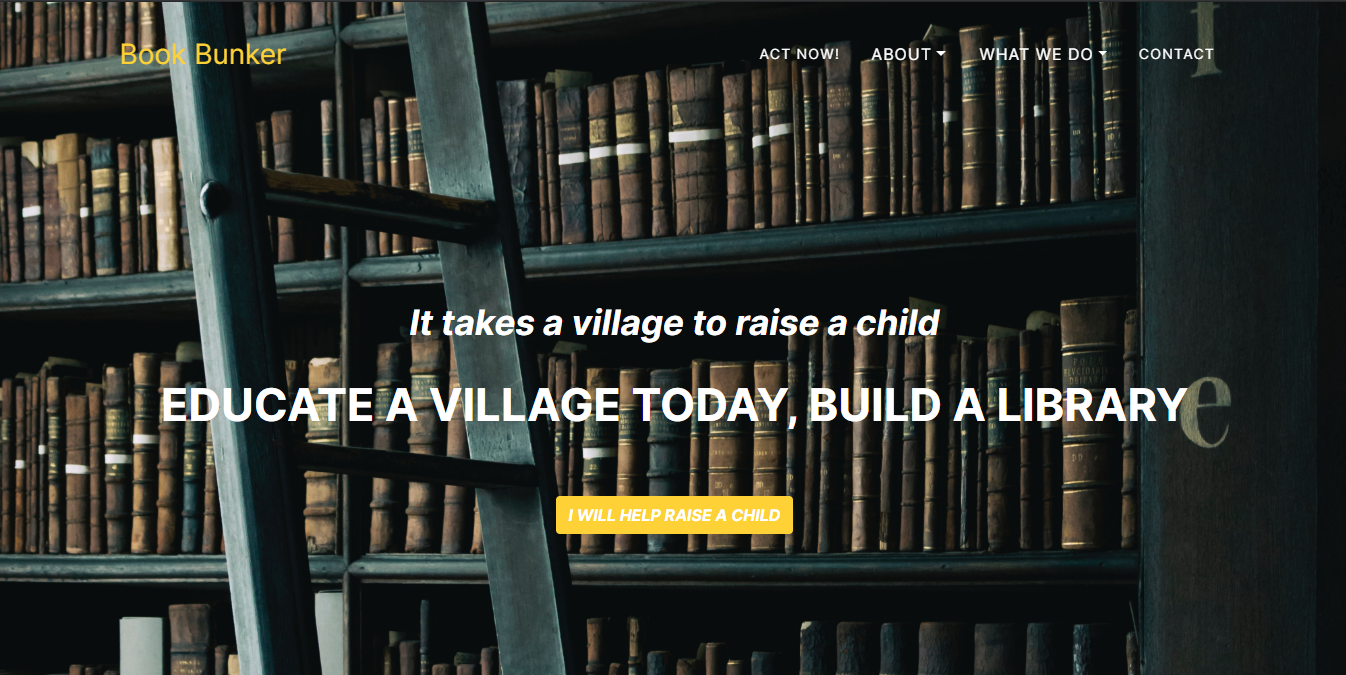 Book Bunker
ACT NOW!
ABOUT
WHAT WE DO
CONTACT
It takes a village to raise a child
EDUCATE A VILLAGE TODAY, BUILD A LIBRARY
e
I WILL HELP RAISE A CHILD